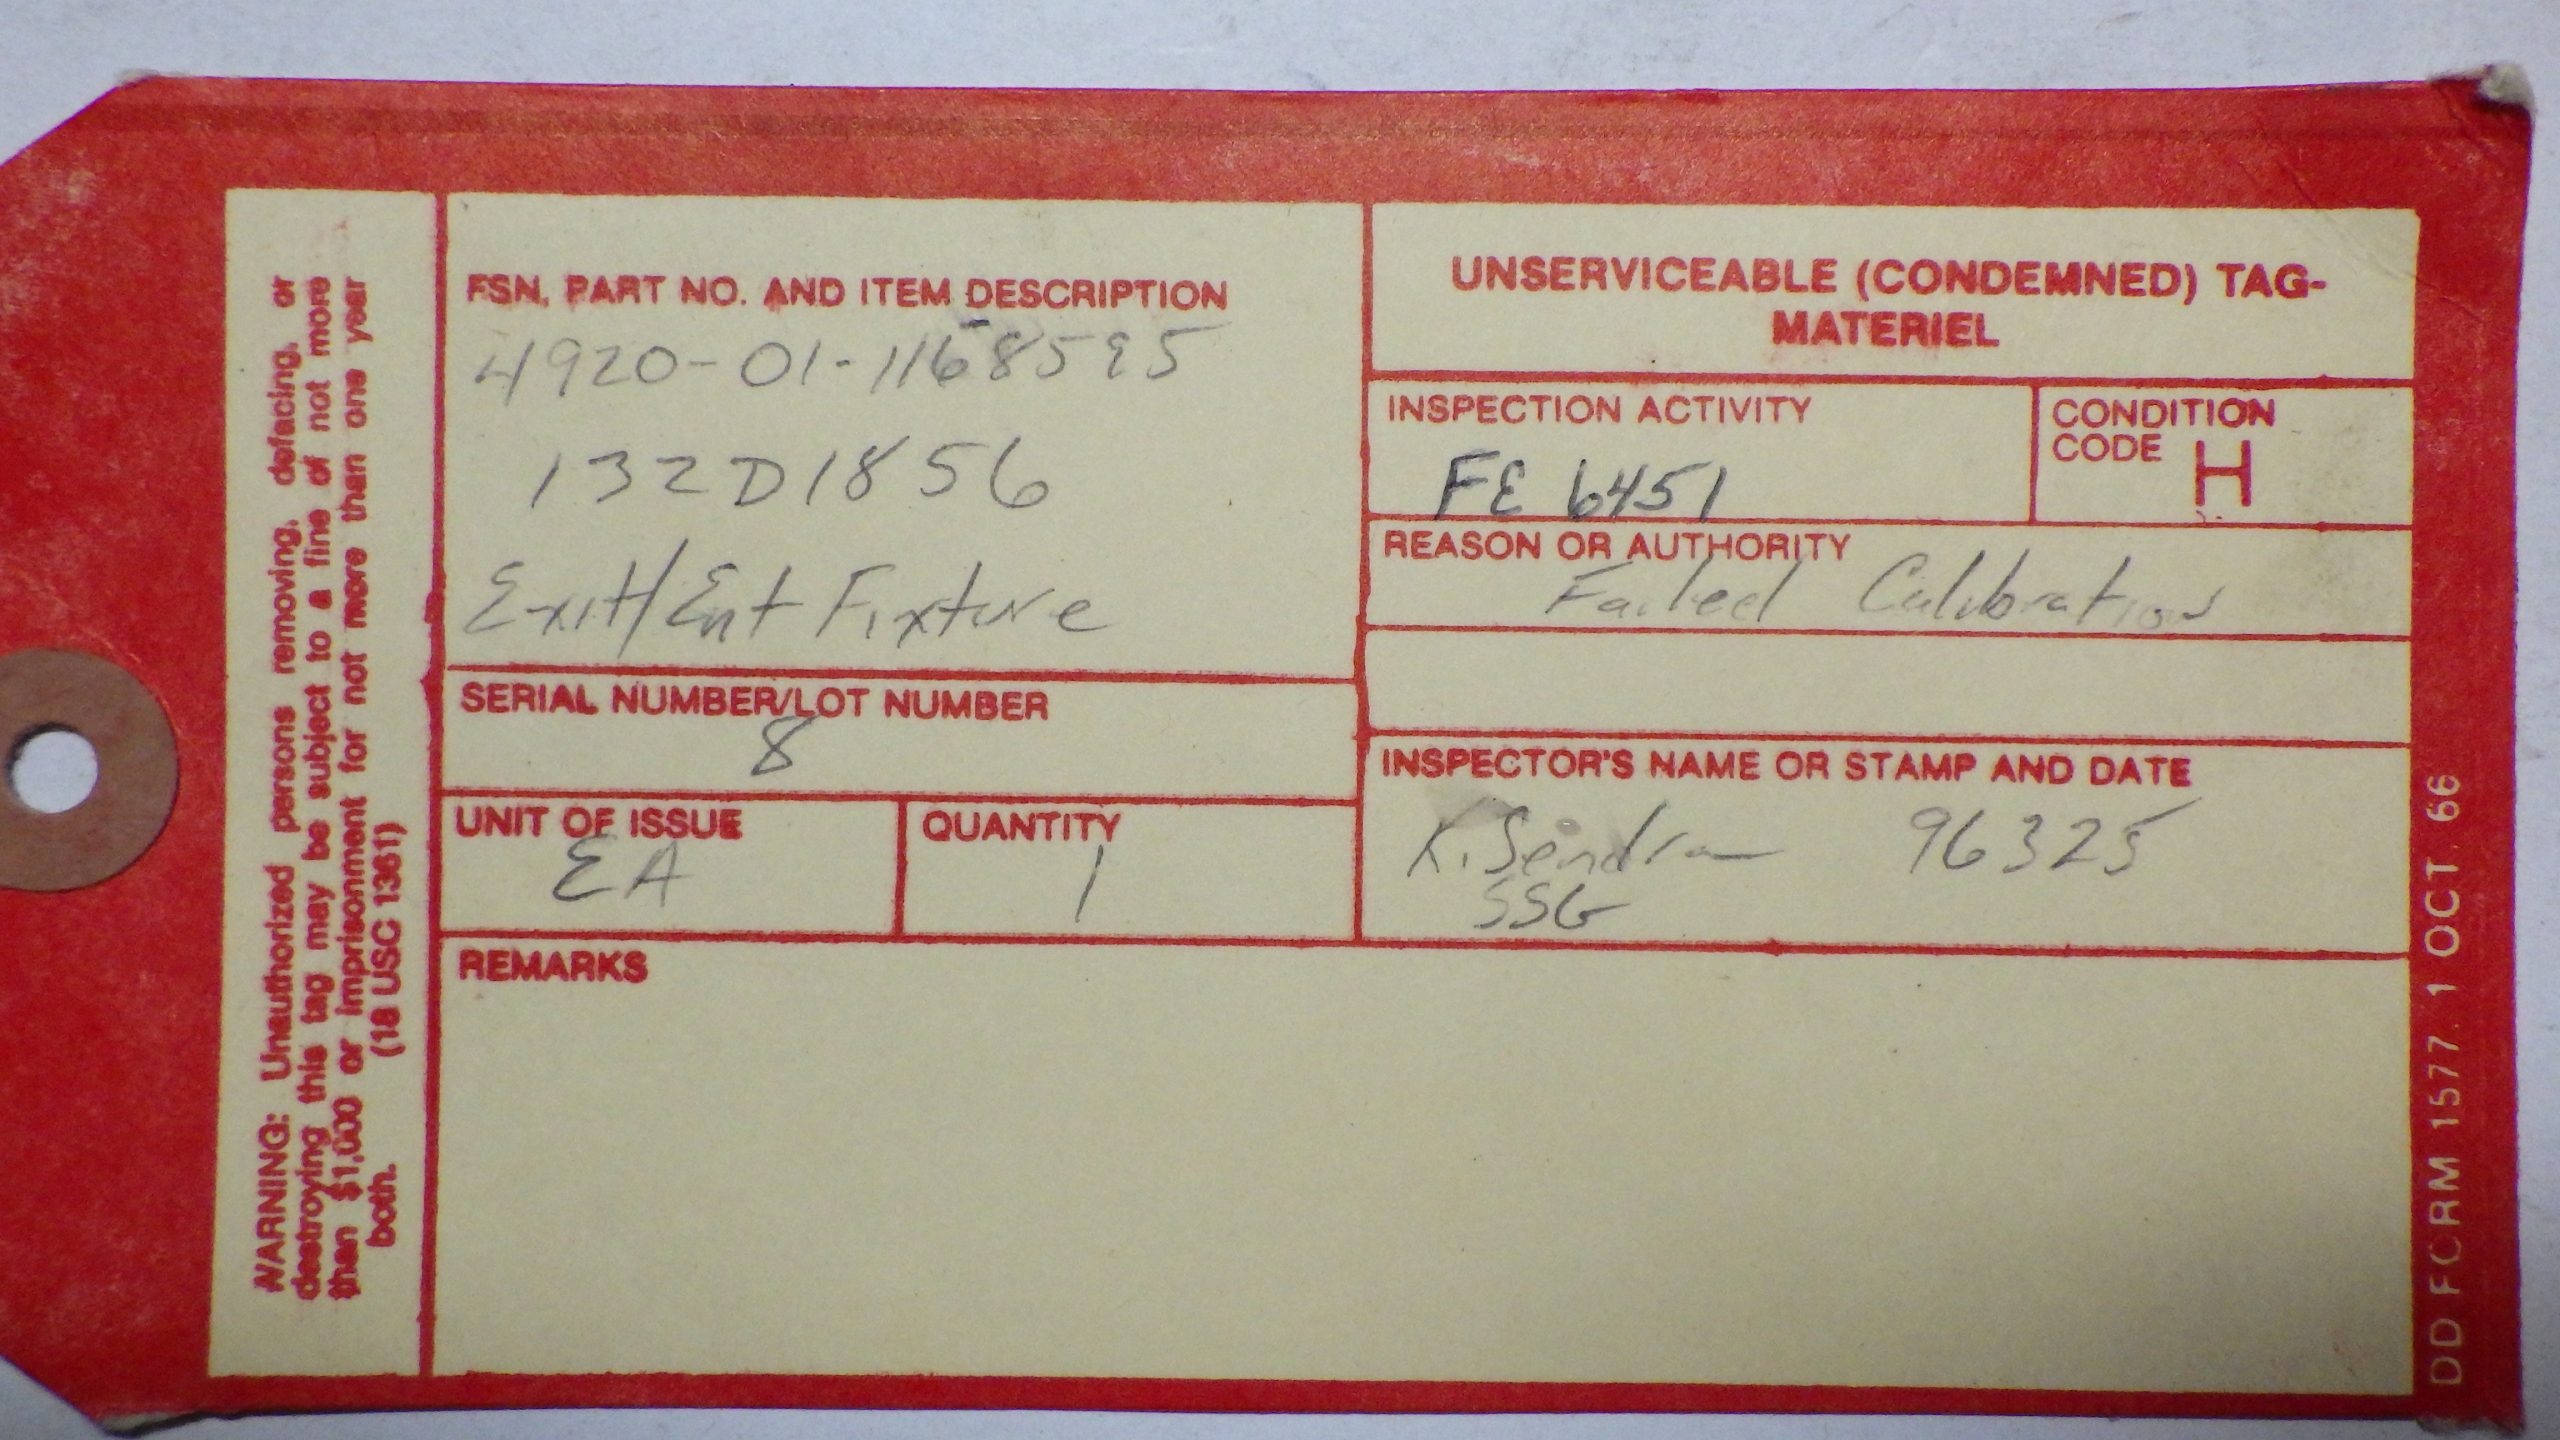 WARNING: Unauthorized persons removing, defacing, or
destroying this tag may be subject to a fine of not more
than $1,000 or imprisonment for not more than one year
both. (18 USC 1361)
FSN, PART NO. AND ITEM DESCRIPTION
4920-01-1168595
132D1856
Exit/Ent Fixture
SERIAL NUMBER/LOT NUMBER
8
UNIT OF ISSUE
EA
QUANTITY
1
UNSERVICEABLE (CONDEMNED) TAG-
MATERIEL
INSPECTION ACTIVITY
FE 6451
CONDITION
CODE H
REASON OR AUTHORITY
Failed Calibration
INSPECTOR'S NAME OR STAMP AND DATE
K. 96325
SSG
REMARKS
DD FORM 1577, 1 OCT. 66